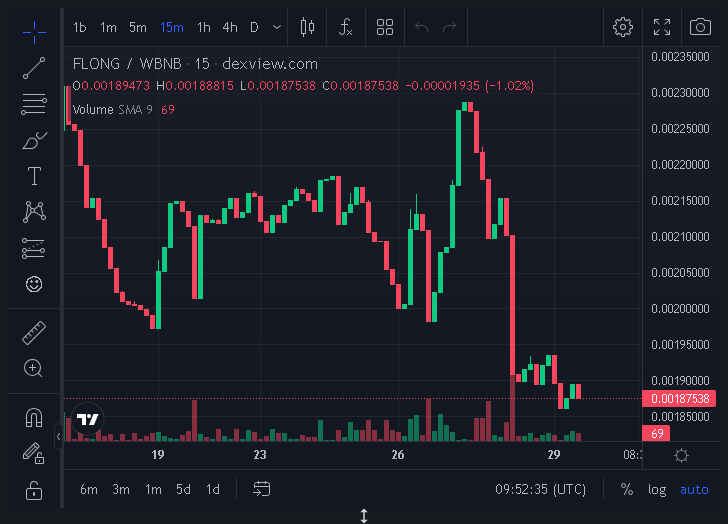 1b 1m 5m 15m 1h 4h D
FLONG / WBNB · 15 · dexview.com
O0.00189473 H0.00188815 L0.00187538 C0.00187538 −0.00001935 (−1.02%)
Volume SMA 9 69
0.00235000
0.00230000
0.00225000
0.00220000
0.00215000
0.00210000
0.00205000
0.00200000
0.00195000
0.00190000
0.00187538
0.00185000
69
19 23 26 29 08:3
6m 3m 1m 5d 1d 09:52:35 (UTC) % log auto